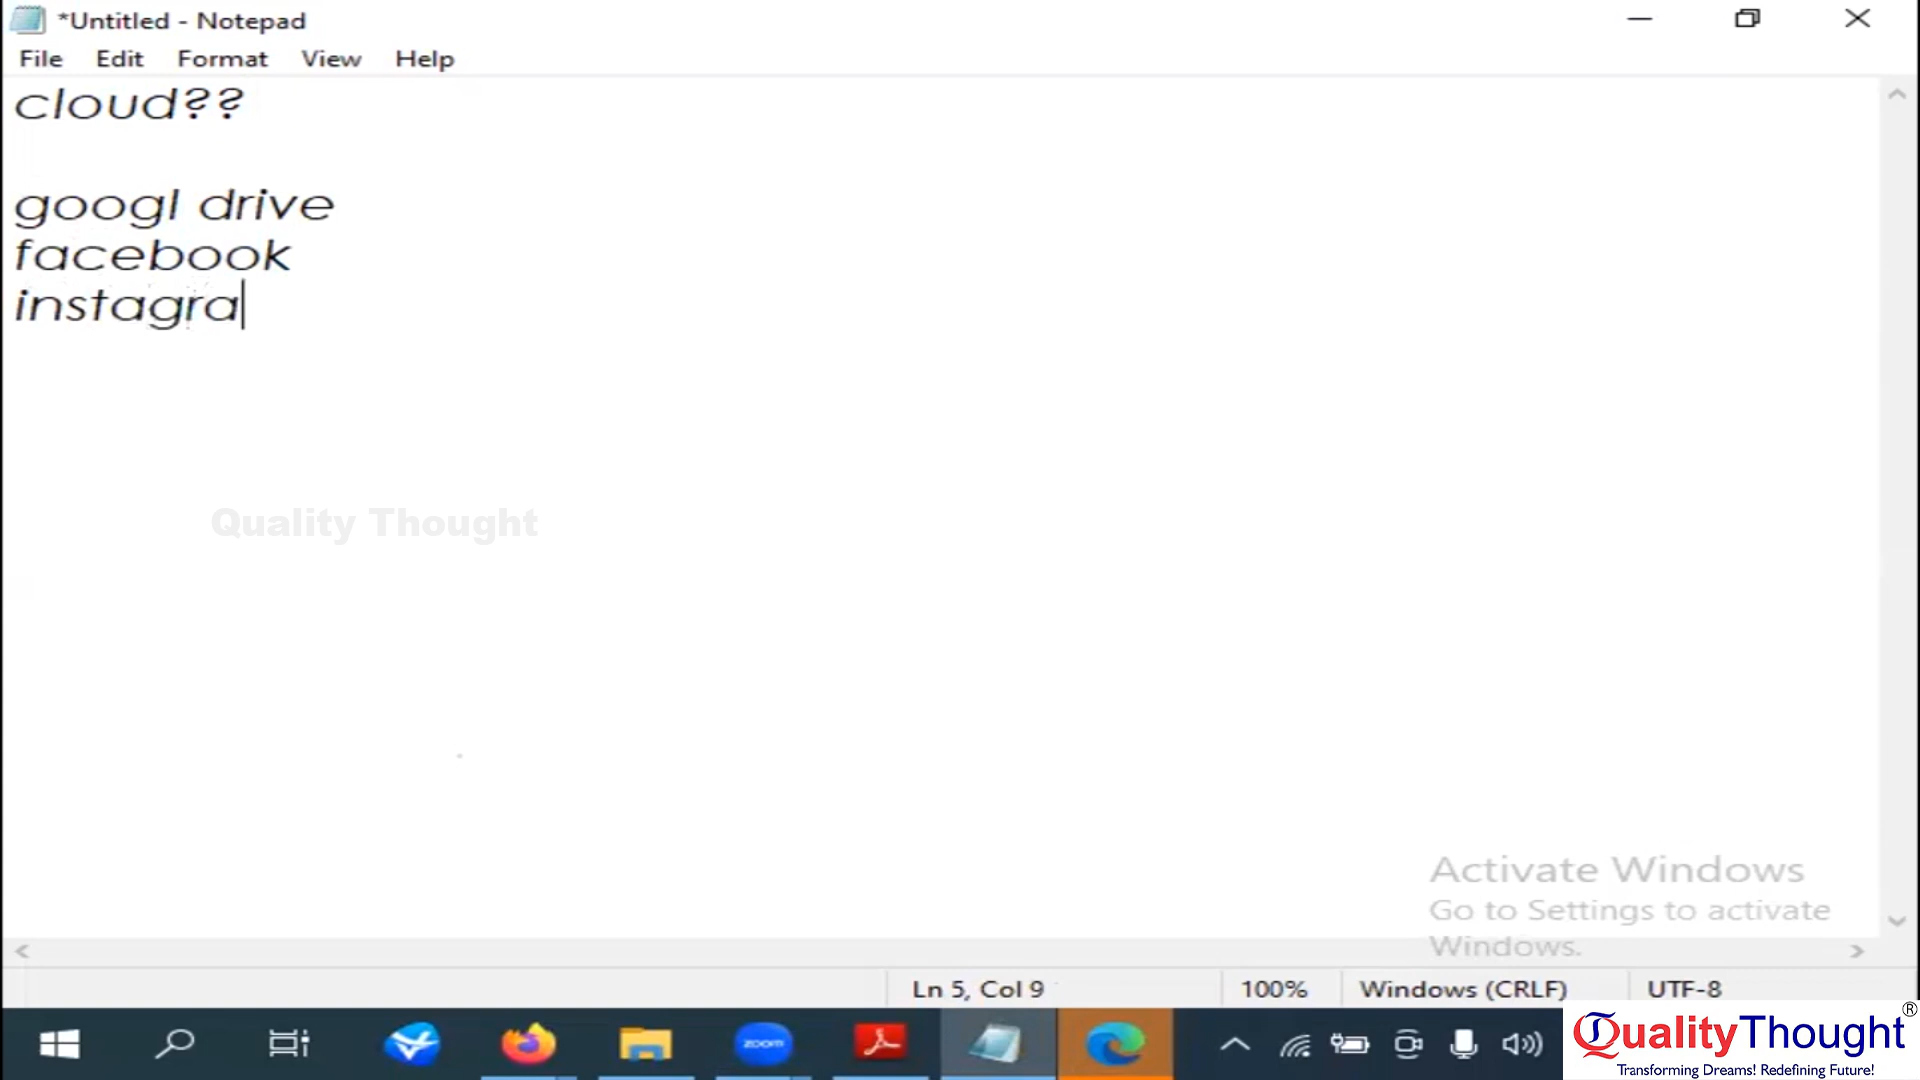 *Untitled - Notepad
File Edit Format View Help
cloud??
googl drive
facebook
instagra
Quality Thought
Activate Windows
Go to Settings to activate
Windows.
Ln 5, Col 9 100% Windows (CRLF) UTF-8
zoom
QualityThought®
Transforming Dreams! Redefining Future!